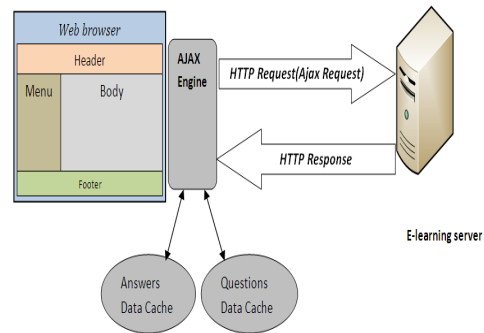 Web browser
Header
Menu
Body
Footer
AJAX
Engine
HTTP Request(Ajax Request)
HTTP Response
E-learning server
Answers
Data Cache
Questions
Data Cache